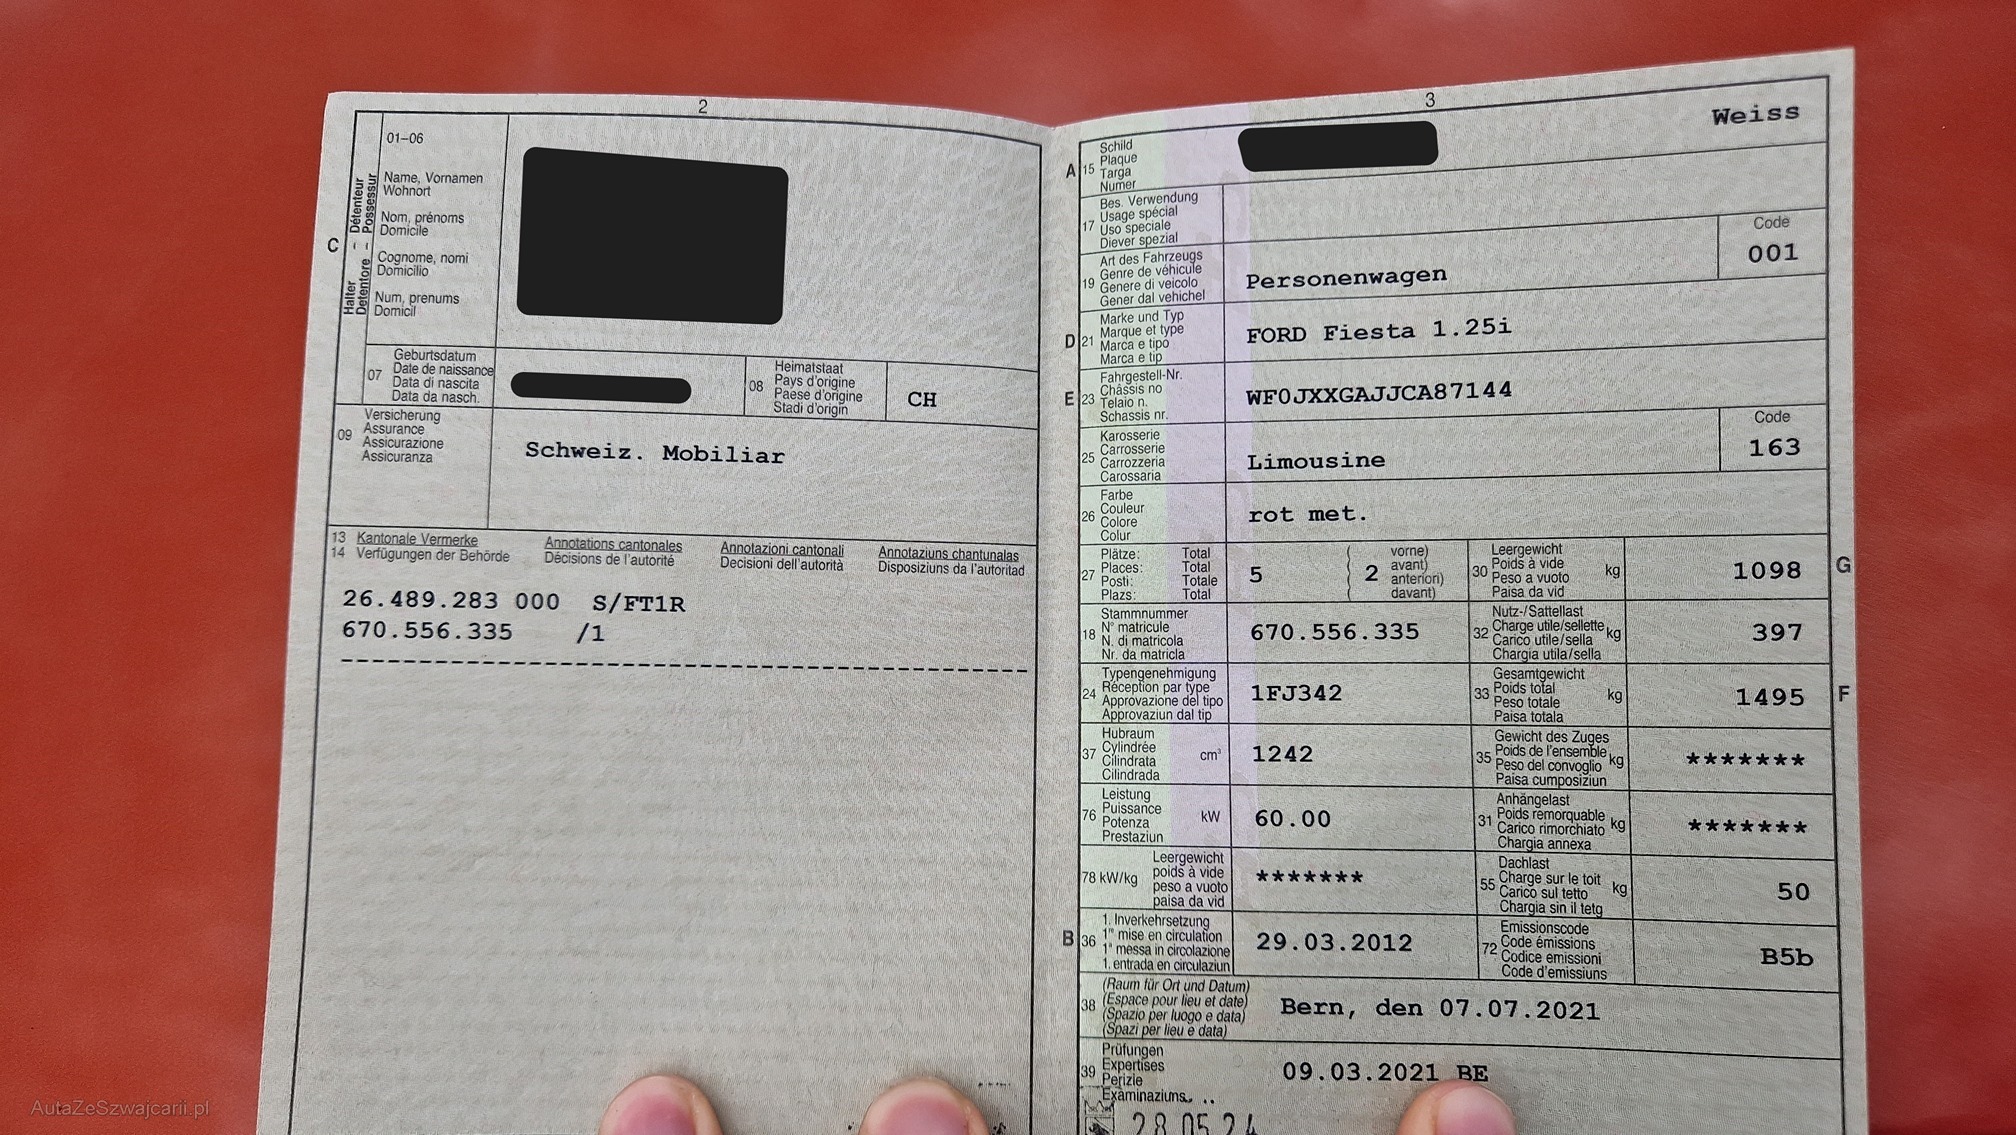 2
01-06
Name, Vornamen
Wohnort
Nom, prénoms
Domicile
Cognome, nomi
Domicilio
Num, prenums
Domicil
C
Halter – Détenteur
Detentore – Possessur
07
Geburtsdatum
Date de naissance
Data di nascita
Data da nasch.
08
Heimatstaat
Pays d'origine
Paese d'origine
Stadi d'origin
CH
09
Versicherung
Assurance
Assicurazione
Assicuranza
Schweiz. Mobiliar
13 Kantonale Vermerke
14 Verfügungen der Behörde
Annotations cantonales
Décisions de l'autorité
Annotazioni cantonali
Decisioni dell'autorità
Annotaziuns chantunalas
Disposiziuns da l'autoritad
26.489.283 000 S/FT1R
670.556.335 /1
3
Weiss
A 15
Schild
Plaque
Targa
Numer
17
Bes. Verwendung
Usage spécial
Uso speciale
Diever spezial
19
Art des Fahrzeugs
Genre de véhicule
Genere di veicolo
Gener dal vehichel
Personenwagen
Code
001
D 21
Marke und Typ
Marque et type
Marca e tipo
Marca e tip
FORD Fiesta 1.25i
E 23
Fahrgestell-Nr.
Châssis no
Telaio n.
Schassis nr.
WF0JXXGAJJCA87144
25
Karosserie
Carrosserie
Carrozzeria
Carossaria
Limousine
Code
163
26
Farbe
Couleur
Colore
Colur
rot met.
27
Plätze: Total
Places: Total
Posti: Totale
Plazs: Total
5
( 2 vorne)
( avant)
( anteriori)
( davant)
30
Leergewicht
Poids à vide
Peso a vuoto
Paisa da vid
kg
1098
G
18
Stammnummer
N° matricule
N. di matricola
Nr. da matricla
670.556.335
32
Nutz-/Sattellast
Charge utile/sellette
Carico utile/sella
Chargia utila/sella
kg
397
24
Typengenehmigung
Réception par type
Approvazione del tipo
Approvaziun dal tip
1FJ342
33
Gesamtgewicht
Poids total
Peso totale
Paisa totala
kg
1495
F
37
Hubraum
Cylindrée
Cilindrata
Cilindrada
cm³
1242
35
Gewicht des Zuges
Poids de l'ensemble
Peso del convoglio
Paisa cumposiziun
kg
*******
76
Leistung
Puissance
Potenza
Prestaziun
kW
60.00
31
Anhängelast
Poids remorquable
Carico rimorchiato
Chargia annexa
kg
*******
78 kW/kg
Leergewicht
poids à vide
peso a vuoto
paisa da vid
*******
55
Dachlast
Charge sur le toit
Carico sul tetto
Chargia sin il tetg
kg
50
B 36
1. Inverkehrsetzung
1re mise en circulation
1a messa in circolazione
1. entrada en circulaziun
29.03.2012
72
Emissionscode
Code émissions
Codice emissioni
Code d'emissiuns
B5b
38
(Raum für Ort und Datum)
(Espace pour lieu et date)
(Spazio per luogo e data)
(Spazi per lieu e data)
Bern, den 07.07.2021
39
Prüfungen
Expertises
Perizie
Examinaziuns
09.03.2021 BE
28.05.24
AutaZeSzwajcarii.pl